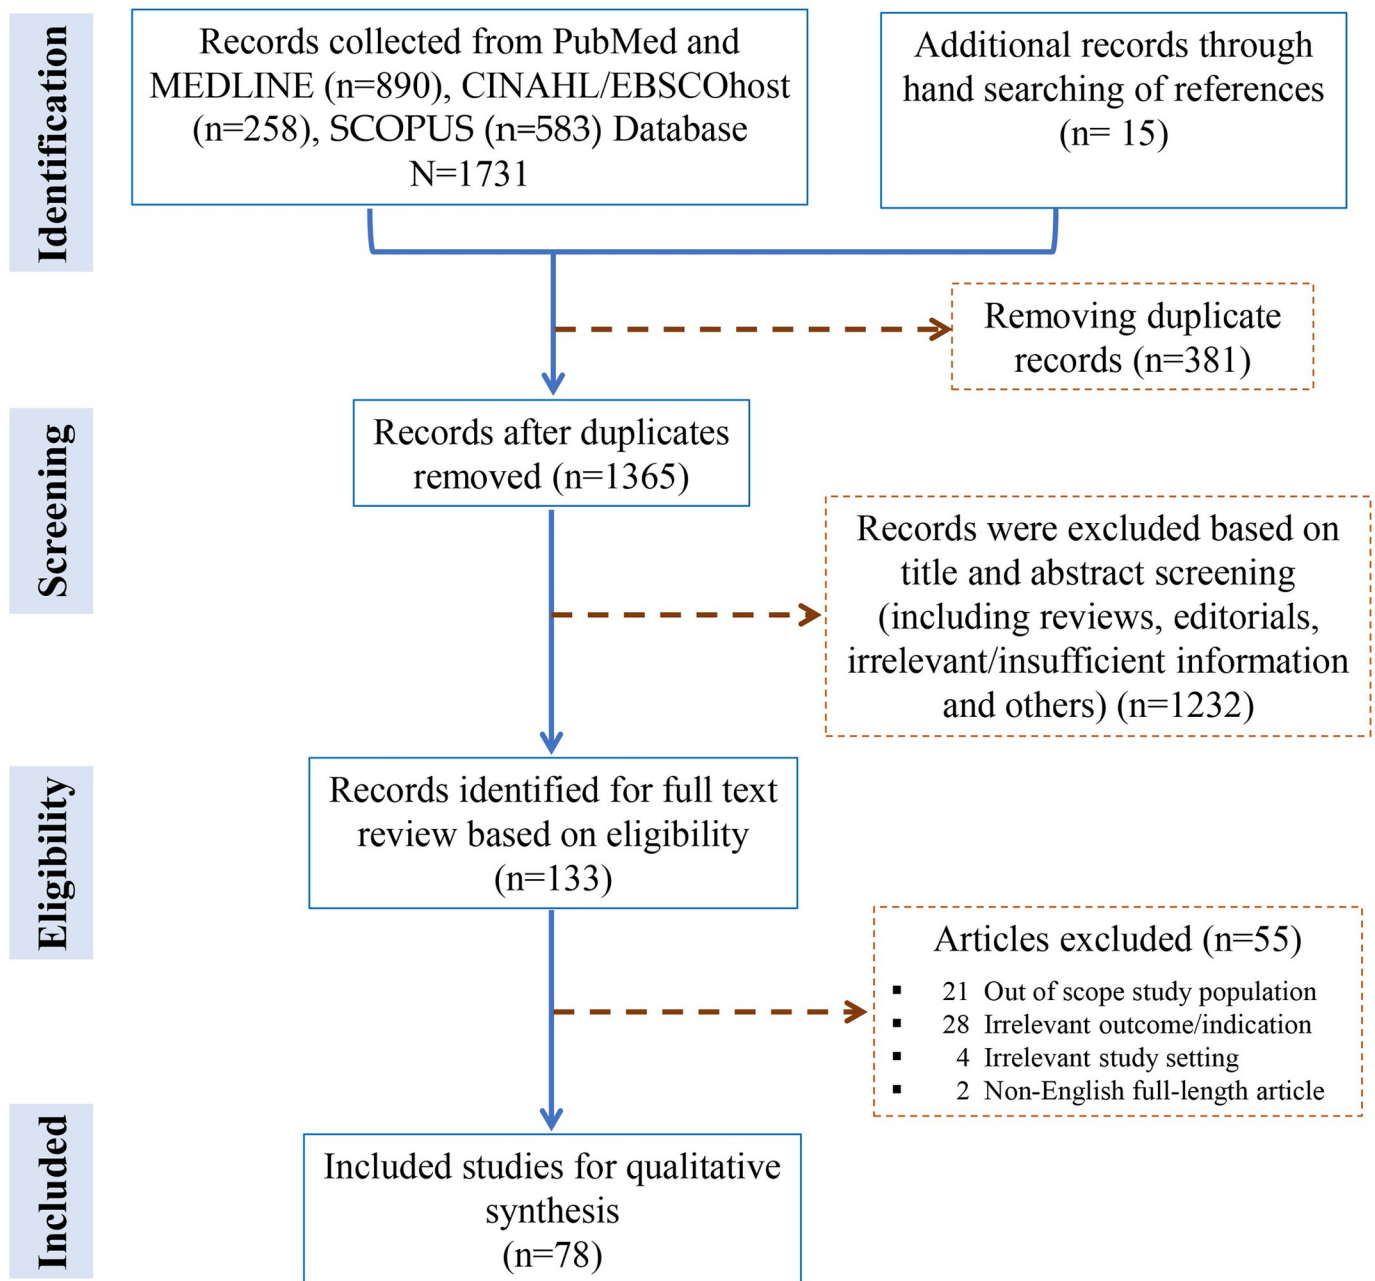 Identification
Records collected from PubMed and
MEDLINE (n=890), CINAHL/EBSCOhost
(n=258), SCOPUS (n=583) Database
N=1731
Additional records through
hand searching of references
(n= 15)
Removing duplicate
records (n=381)
Screening
Records after duplicates
removed (n=1365)
Records were excluded based on
title and abstract screening
(including reviews, editorials,
irrelevant/insufficient information
and others) (n=1232)
Eligibility
Records identified for full text
review based on eligibility
(n=133)
Articles excluded (n=55)
▪ 21 Out of scope study population
▪ 28 Irrelevant outcome/indication
▪ 4 Irrelevant study setting
▪ 2 Non-English full-length article
Included
Included studies for qualitative
synthesis
(n=78)